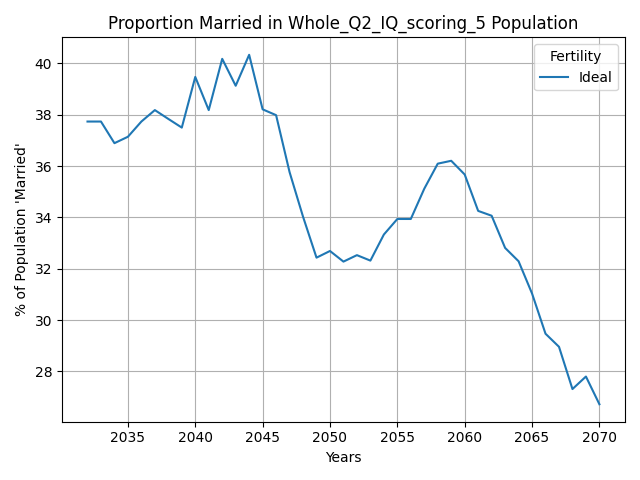 Proportion Married in Whole_Q2_IQ_scoring_5 Population
% of Population 'Married'
40
38
36
34
32
30
28
Fertility
Ideal
2035 2040 2045 2050 2055 2060 2065 2070
Years